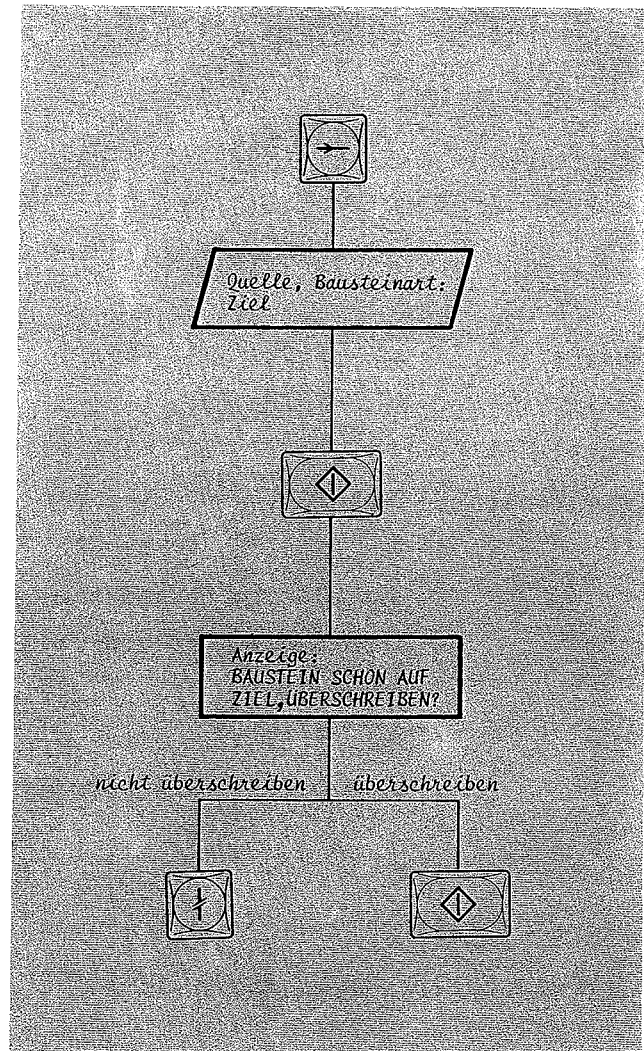 Quelle, Bausteinart:
Ziel
Anzeige:
BAUSTEIN SCHON AUF
ZIEL,ÜBERSCHREIBEN?
nicht überschreiben überschreiben